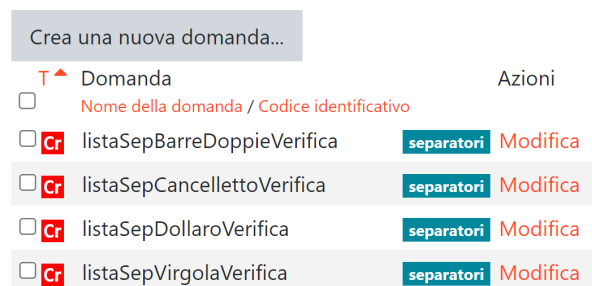 Crea una nuova domanda...
T Domanda Azioni
Nome della domanda / Codice identificativo
Cr listaSepBarreDoppieVerifica separatori Modifica
Cr listaSepCancellettoVerifica separatori Modifica
Cr listaSepDollaroVerifica separatori Modifica
Cr listaSepVirgolaVerifica separatori Modifica